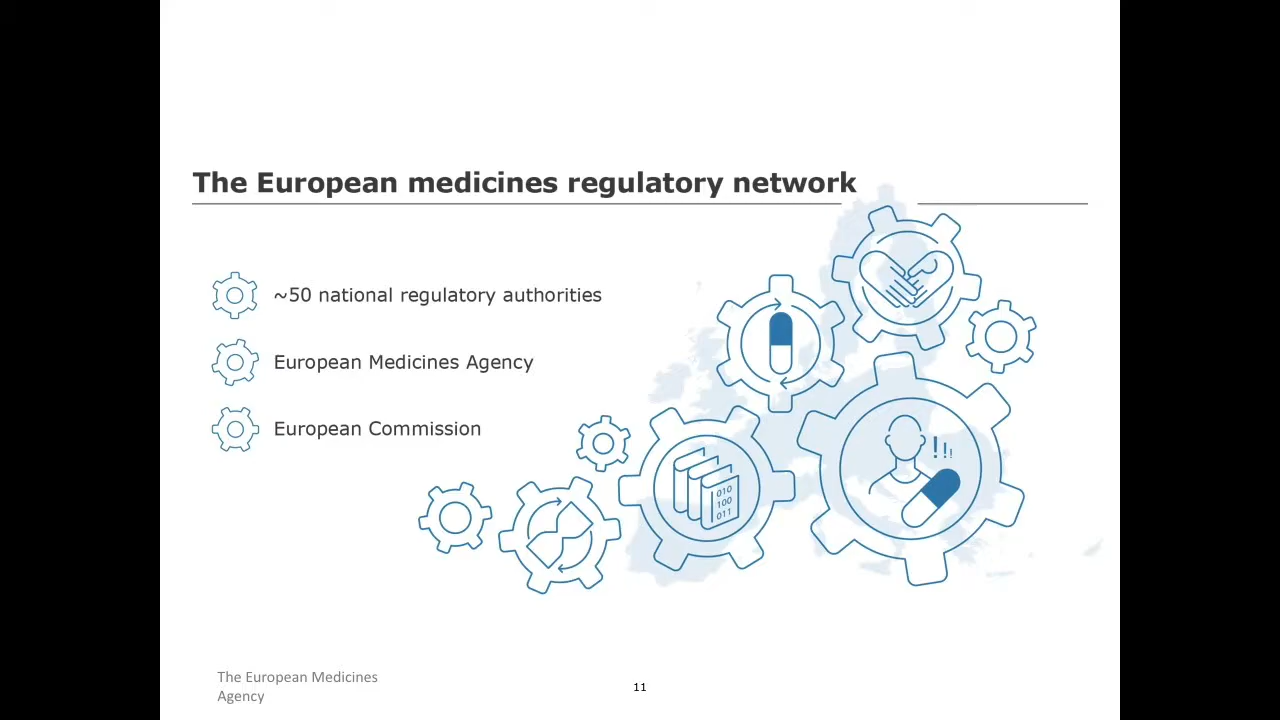 The European medicines regulatory network
~50 national regulatory authorities
European Medicines Agency
European Commission
!!!
010
100
011
The European Medicines
Agency
11